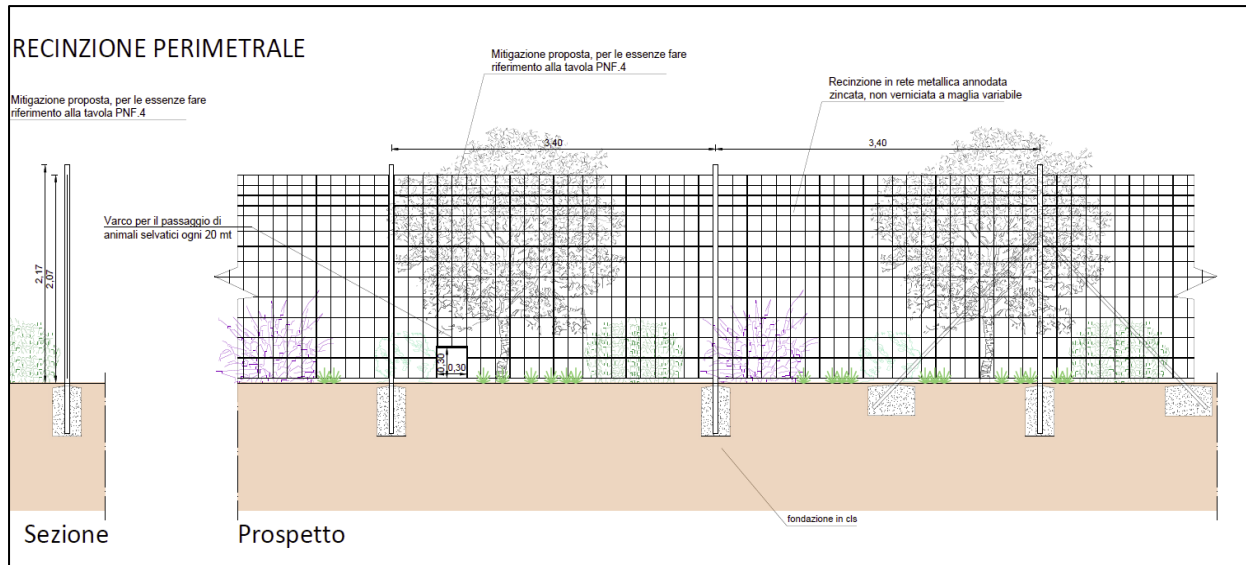 RECINZIONE PERIMETRALE
Mitigazione proposta, per le essenze fare
riferimento alla tavola PNF.4
Mitigazione proposta, per le essenze fare
riferimento alla tavola PNF.4
Recinzione in rete metallica annodata
zincata, non verniciata a maglia variabile
3,40
3,40
Varco per il passaggio di
animali selvatici ogni 20 mt
2,17
2,07
0,30
0,30
fondazione in cls
Sezione
Prospetto